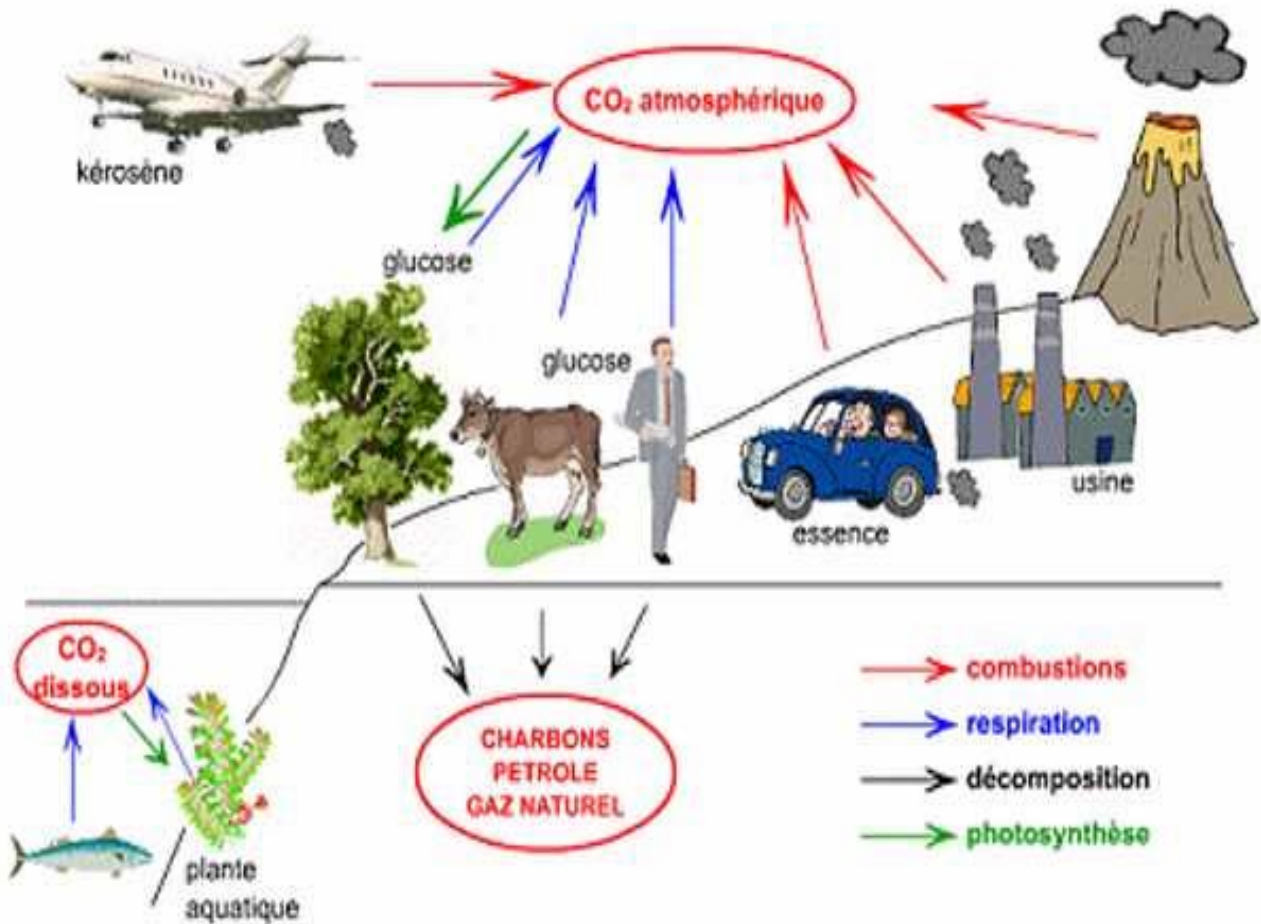 CO₂ atmosphérique
kérosène
glucose
glucose
essence
usine
CO₂
dissous
plante
aquatique
CHARBONS
PETROLE
GAZ NATUREL
combustions
respiration
décomposition
photosynthèse